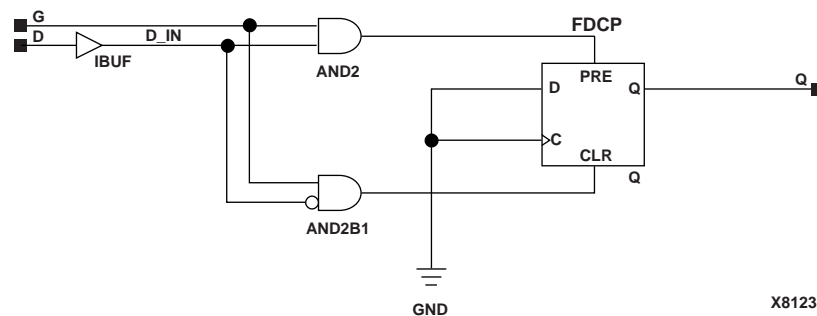 G
D
D_IN
IBUF
AND2
FDCP
PRE
D
Q
Q
C
CLR
Q
AND2B1
GND
X8123